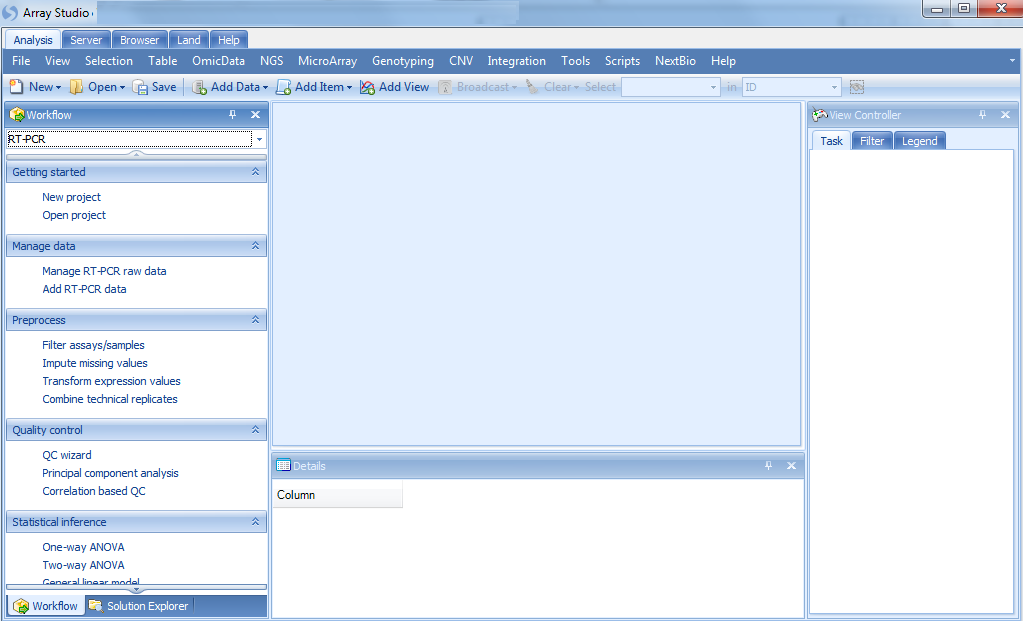 Array Studio
Analysis Server Browser Land Help
File View Selection Table OmicData NGS MicroArray Genotyping CNV Integration Tools Scripts NextBio Help
New Open Save Add Data Add Item Add View Broadcast Clear Select in ID
Workflow
RT-PCR
Getting started
New project
Open project
Manage data
Manage RT-PCR raw data
Add RT-PCR data
Preprocess
Filter assays/samples
Impute missing values
Transform expression values
Combine technical replicates
Quality control
QC wizard
Principal component analysis
Correlation based QC
Statistical inference
One-way ANOVA
Two-way ANOVA
General linear model
Workflow Solution Explorer
Details
Column
View Controller
Task Filter Legend